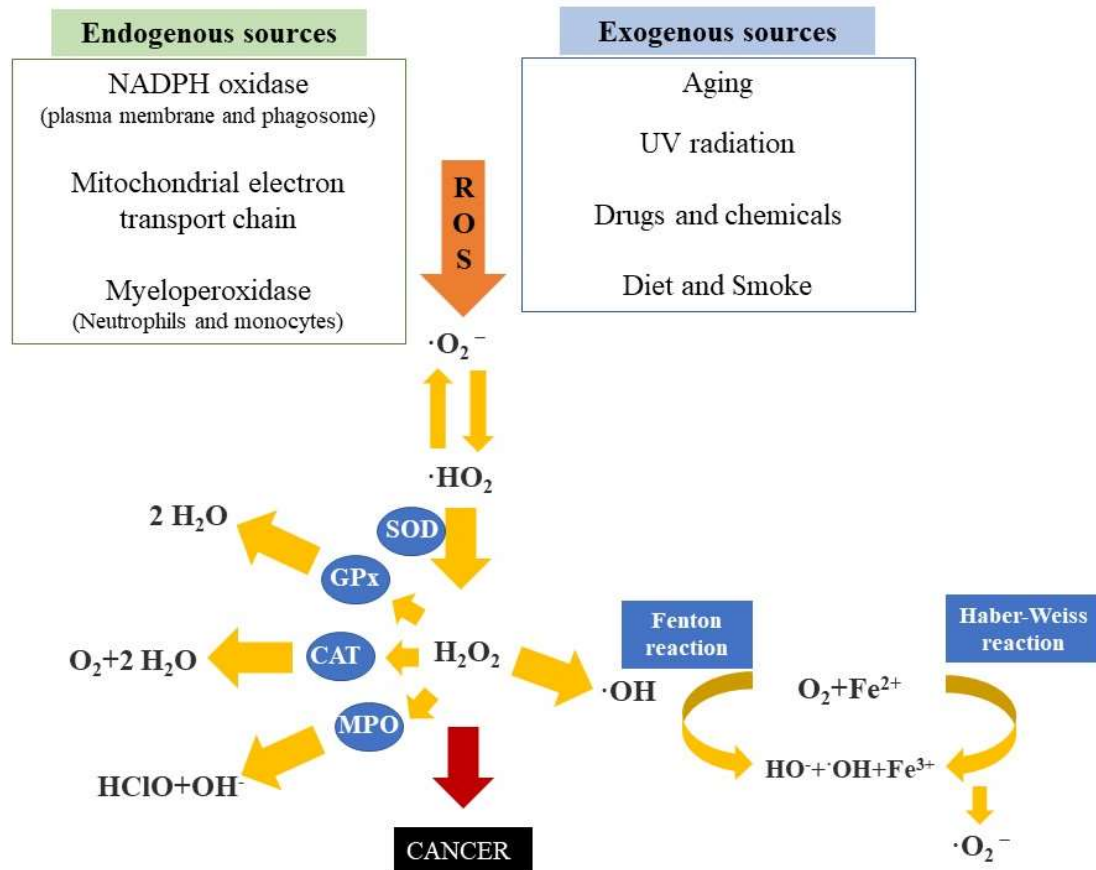 Endogenous sources
Exogenous sources
NADPH oxidase
(plasma membrane and phagosome)
Mitochondrial electron
transport chain
Myeloperoxidase
(Neutrophils and monocytes)
Aging
UV radiation
Drugs and chemicals
Diet and Smoke
R
O
S
·O₂⁻
·HO₂
SOD
2 H₂O
GPx
O₂+2 H₂O
CAT
H₂O₂
MPO
HClO+OH⁻
CANCER
·OH
Fenton
reaction
Haber-Weiss
reaction
O₂+Fe²⁺
HO⁻+·OH+Fe³⁺
·O₂⁻